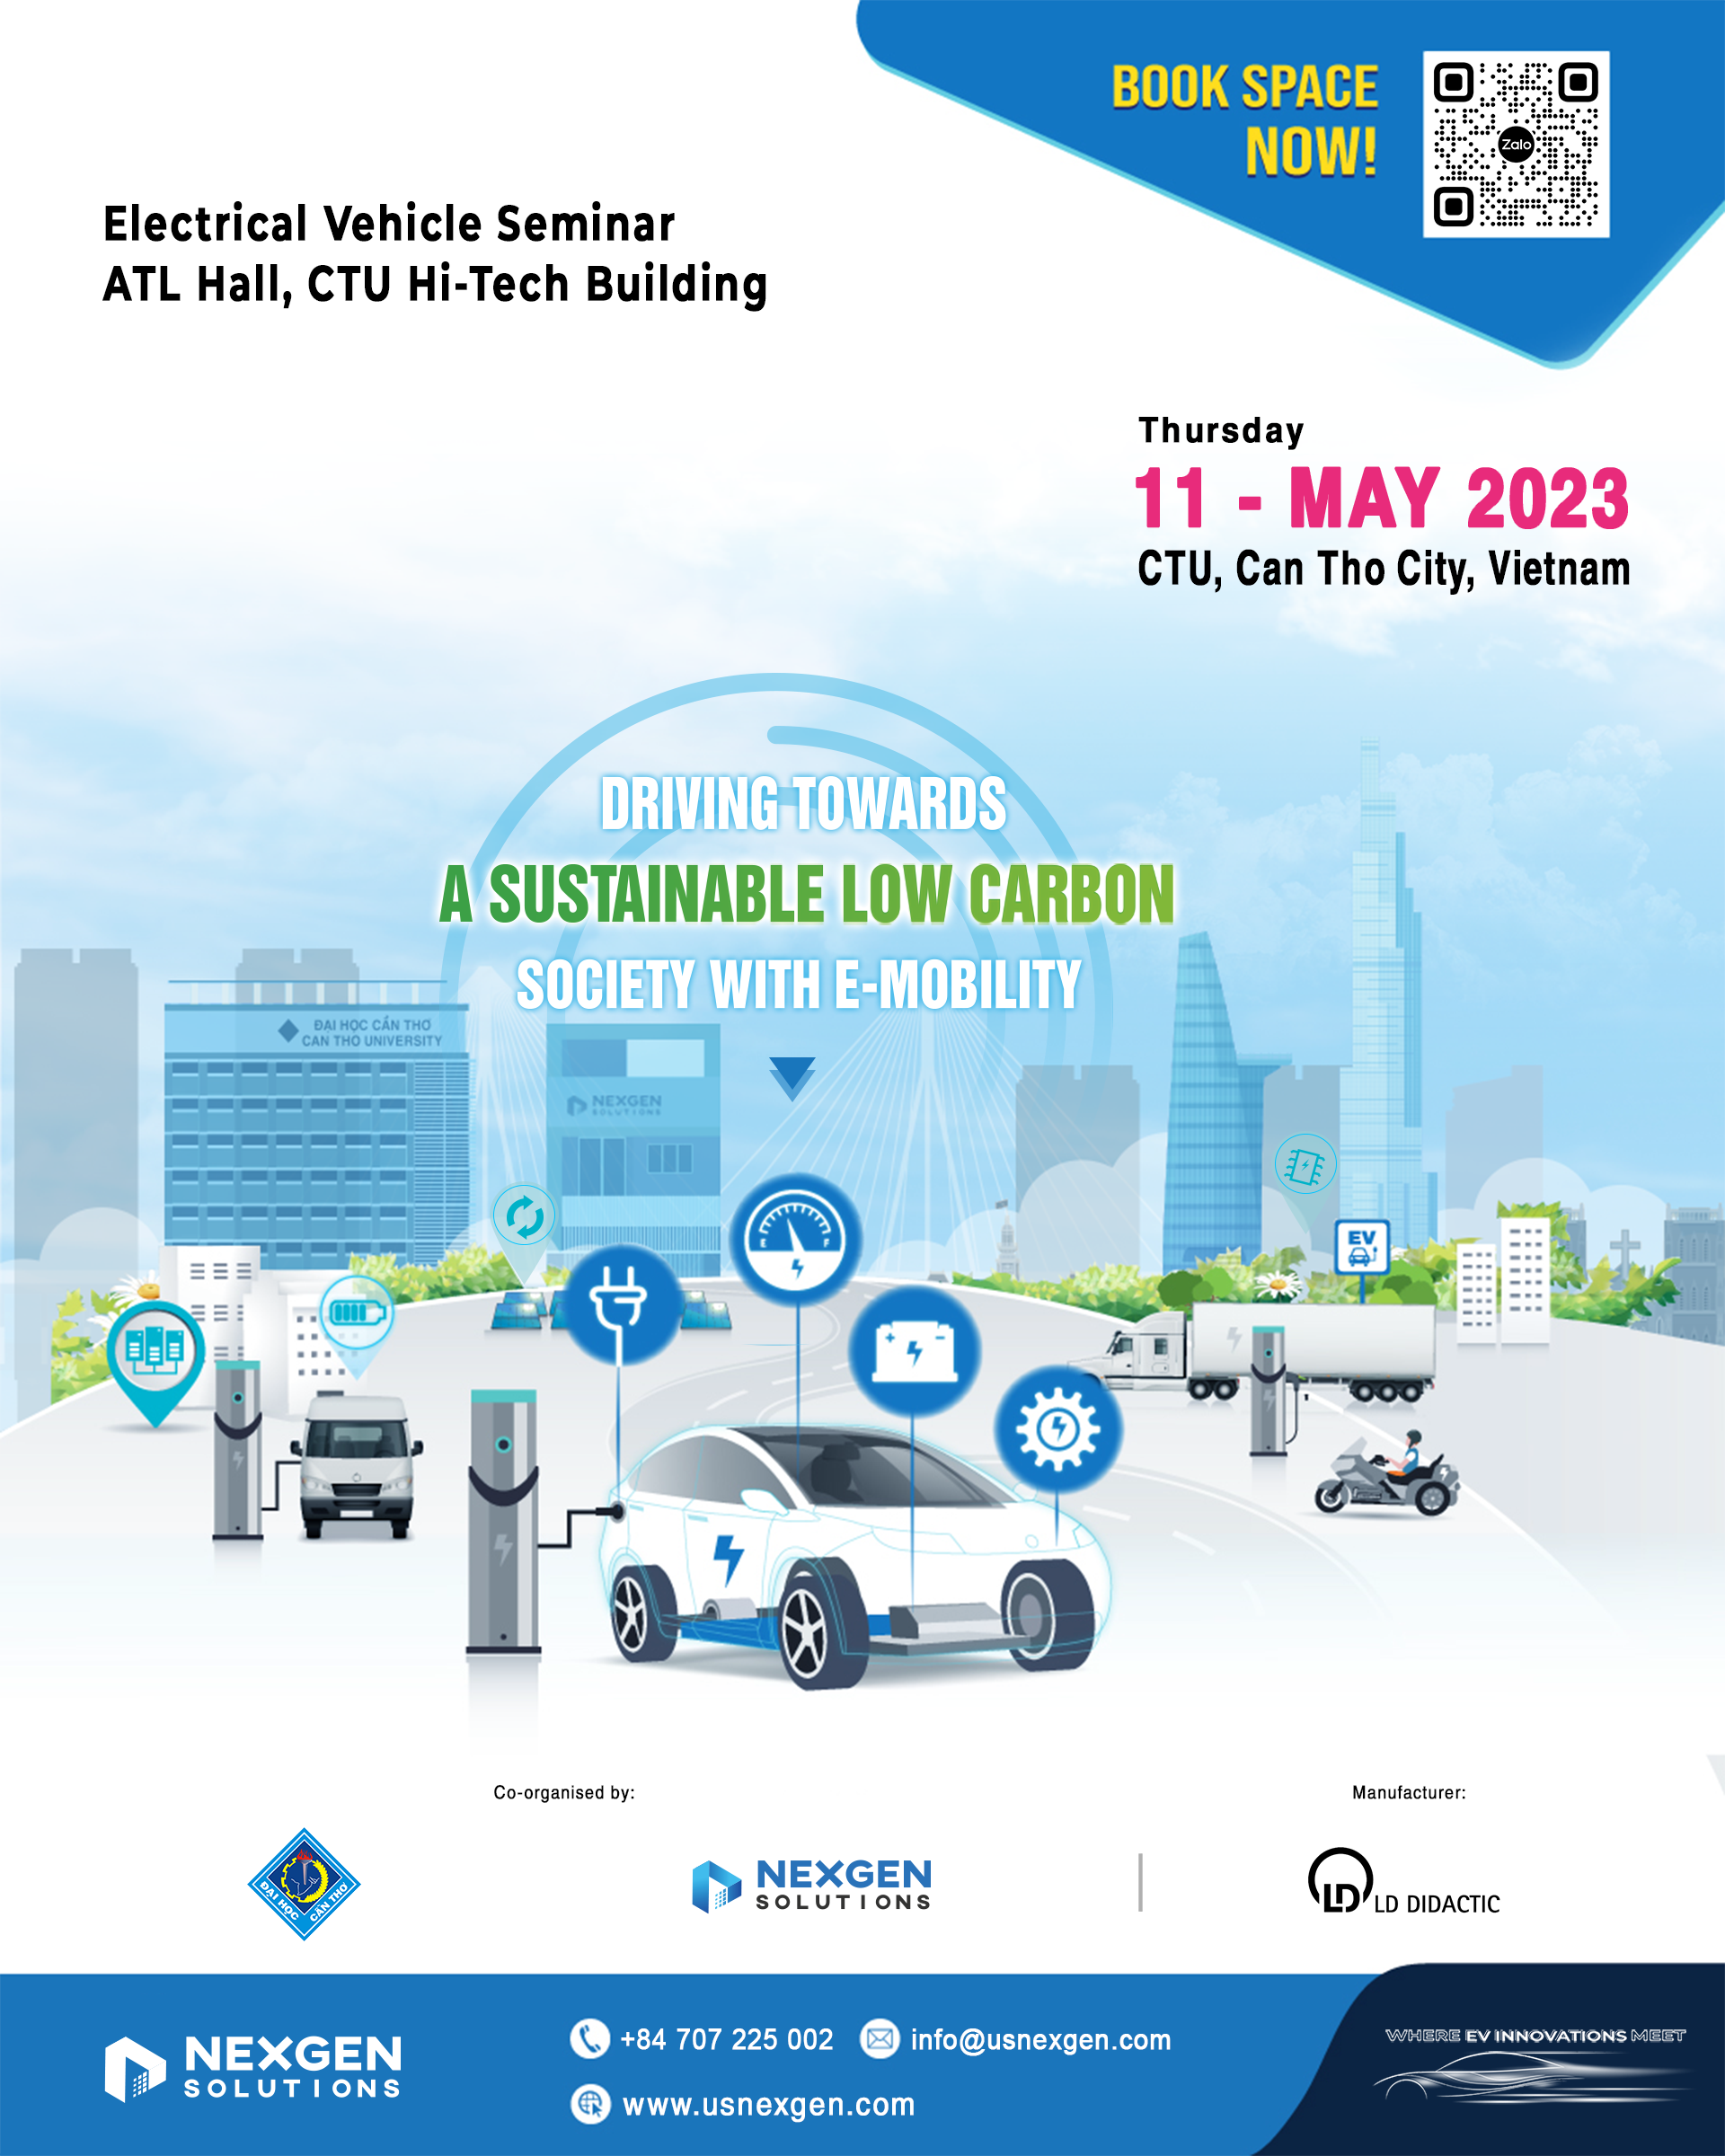 BOOK SPACE
NOW!
Zalo
Electrical Vehicle Seminar
ATL Hall, CTU Hi-Tech Building
Thursday
11 - MAY 2023
CTU, Can Tho City, Vietnam
DRIVING TOWARDS
A SUSTAINABLE LOW CARBON
SOCIETY WITH E-MOBILITY
ĐẠI HỌC CẦN THƠ
CAN THO UNIVERSITY
NEXGEN
SOLUTIONS
E F
EV
Co-organised by:
Manufacturer:
ĐẠI HỌC CẦN THƠ
NEXGEN
SOLUTIONS
LD LD DIDACTIC
NEXGEN
SOLUTIONS
+84 707 225 002
info@usnexgen.com
www.usnexgen.com
WHERE EV INNOVATIONS MEET